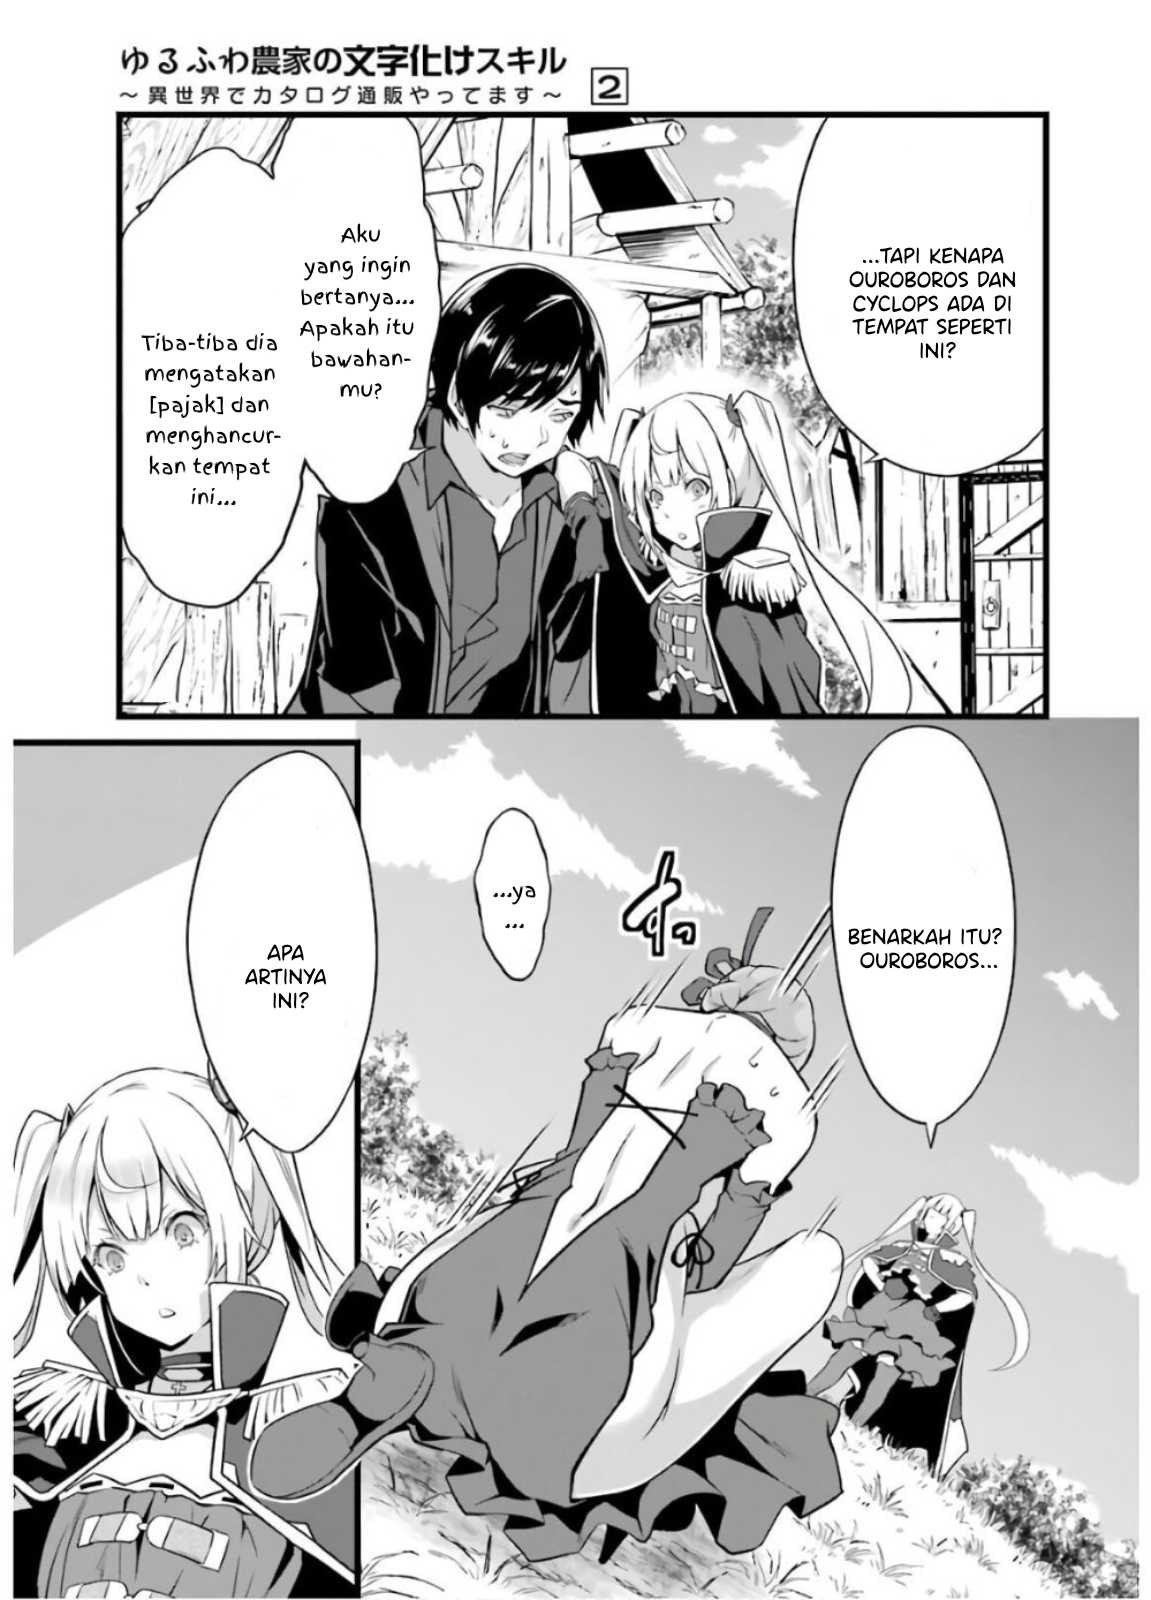 ゆるふわ農家の文字化けスキル
～異世界でカタログ通販やってます～
2
...TAPI KENAPA
OUROBOROS DAN
CYCLOPS ADA DI
TEMPAT SEPERTI
INI?
Aku
yang ingin
bertanya...
Apakah itu
bawahan-
mu?
Tiba-tiba dia
mengatakan
[pajak] dan
menghancur-
kan tempat
ini...
BENARKAH ITU?
OUROBOROS...
...ya
...
APA
ARTINYA
INI?